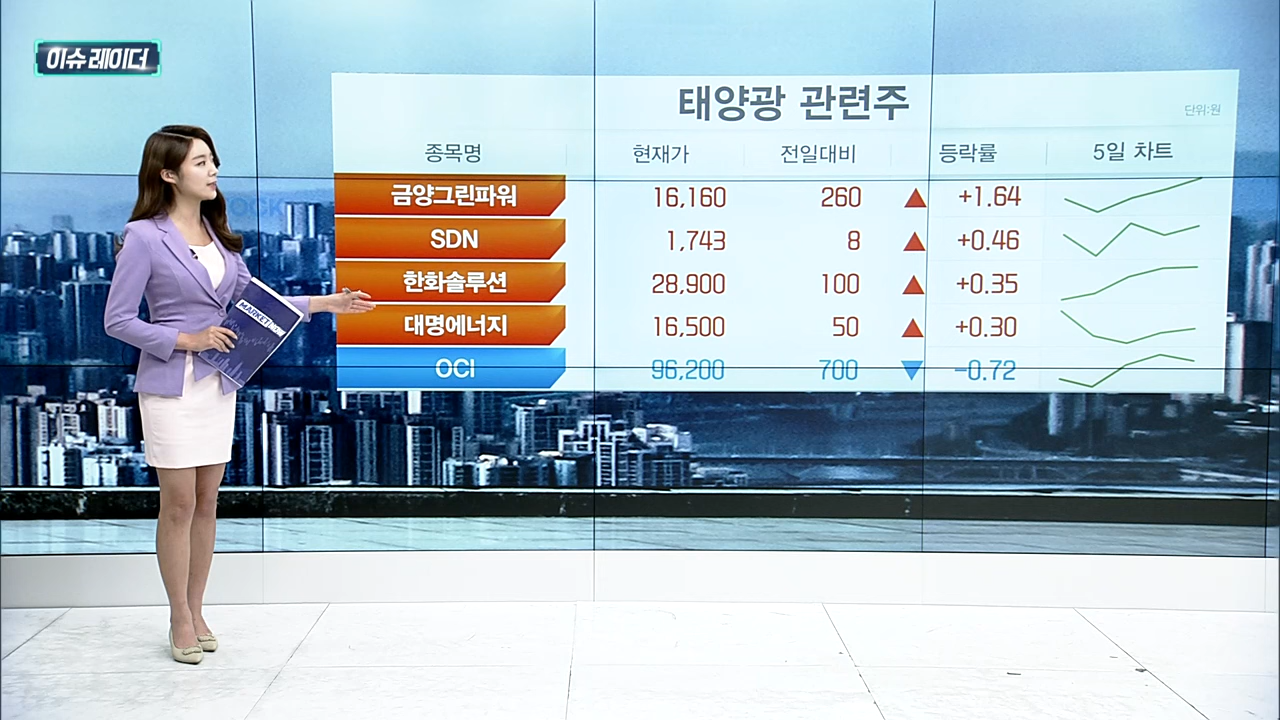 이슈 레이더
태양광 관련주
단위:원
종목명 현재가 전일대비 등락률 5일 차트
금양그린파워 16,160 260 ▲ +1.64
SDN 1,743 8 ▲ +0.46
한화솔루션 28,900 100 ▲ +0.35
대명에너지 16,500 50 ▲ +0.30
OCI 96,200 700 ▼ -0.72
MARKET